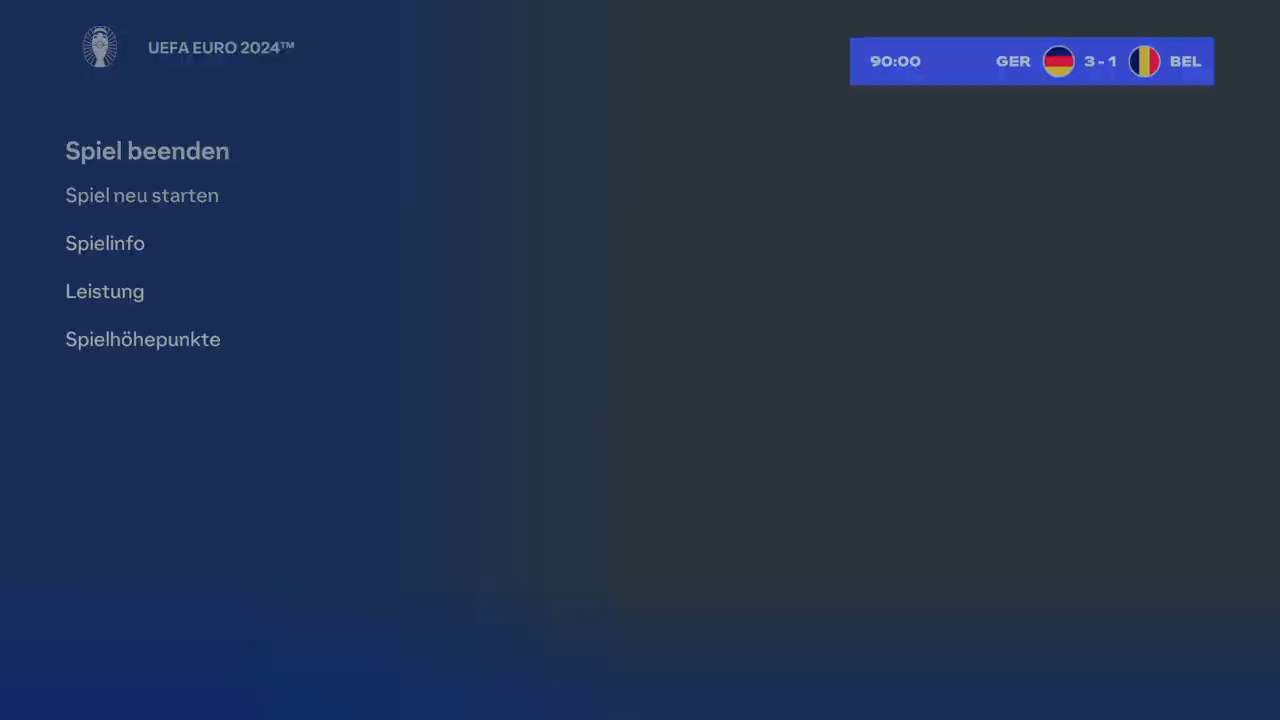 UEFA EURO 2024™
90:00 GER 3 - 1 BEL
Spiel beenden
Spiel neu starten
Spielinfo
Leistung
Spielhöhepunkte